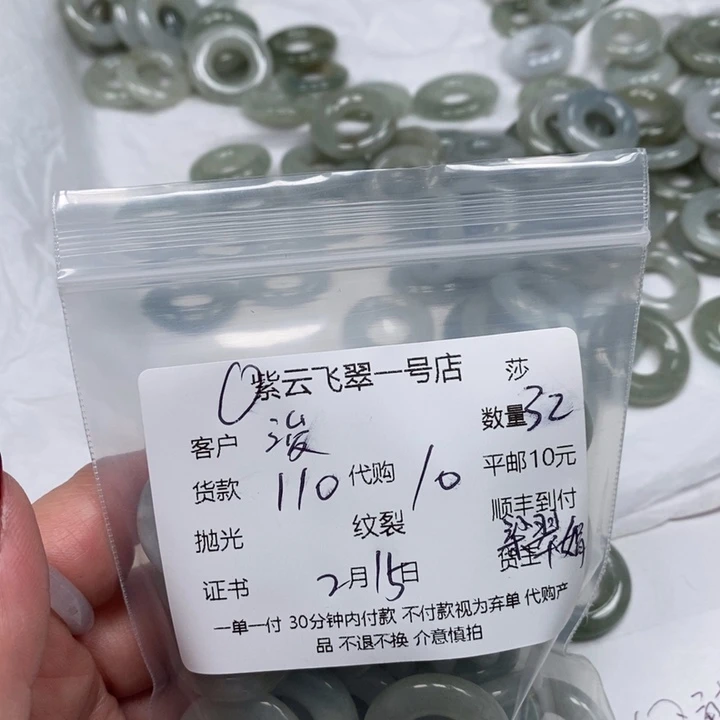 紫云飞翠一号店 莎
客户 数量32
货款 110 代购 10 平邮10元
抛光 纹裂 顺丰到付
货主 娟
证书 2月15日
一单一付 30分钟内付款 不付款视为弃单 代购产
品 不退不换 介意慎拍